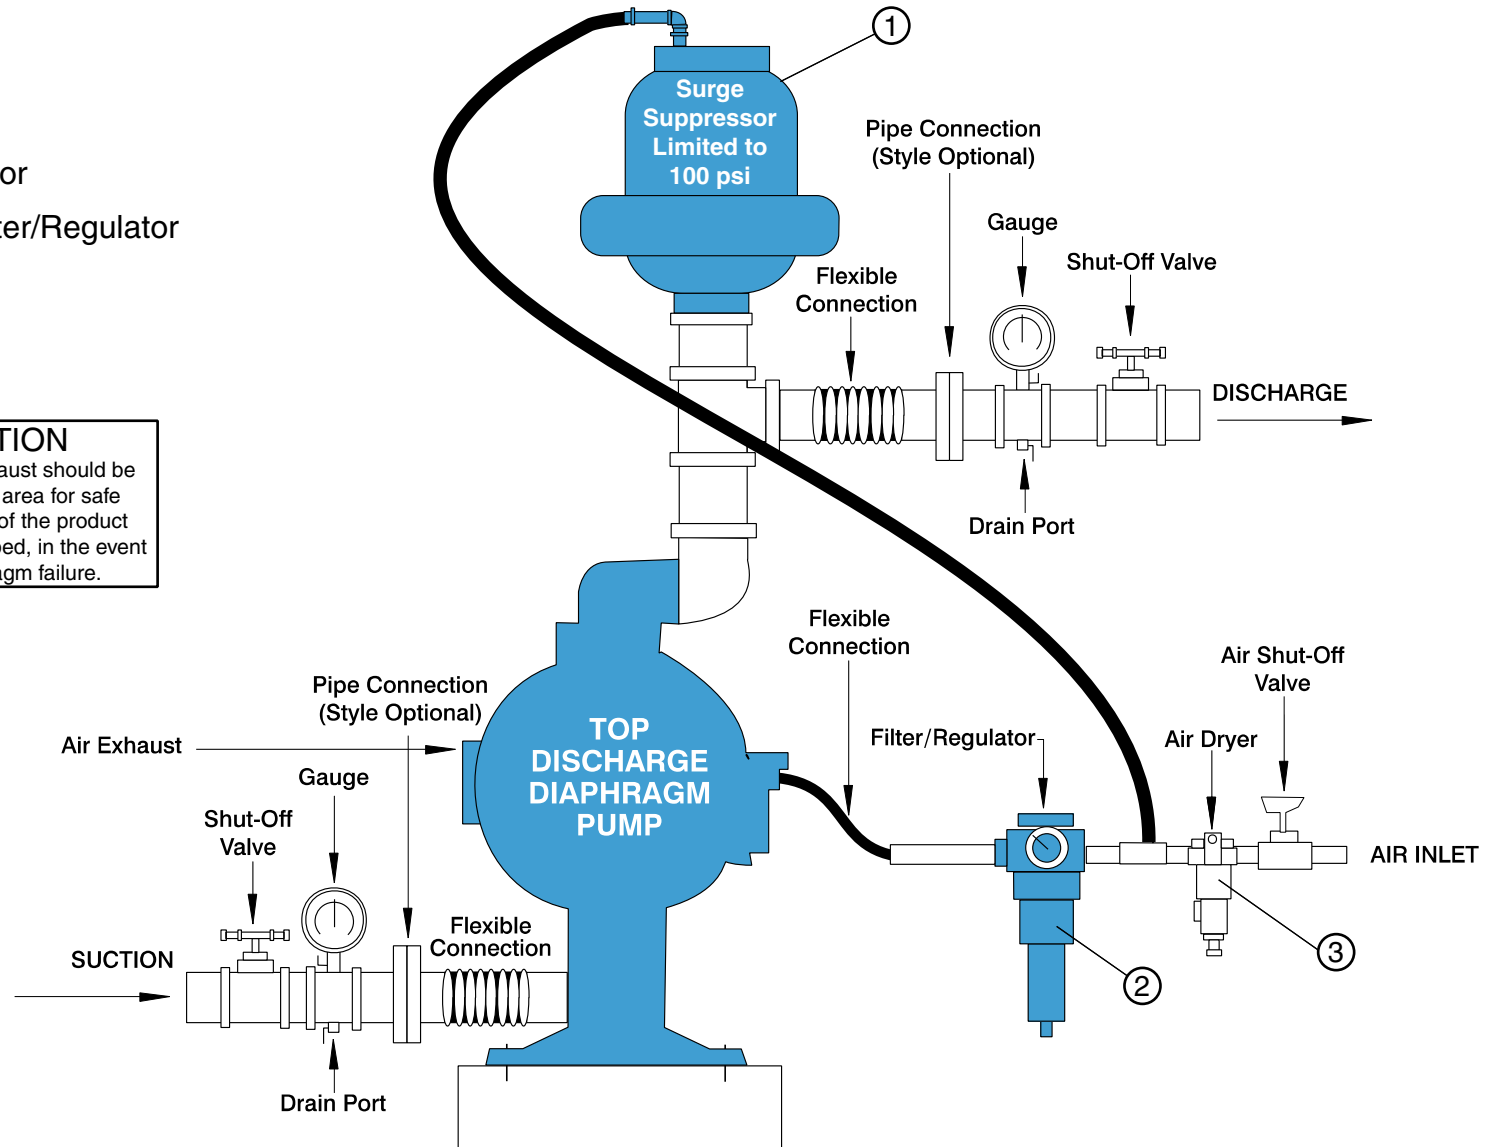 1
Surge
Suppressor
Limited to
100 psi
Pipe Connection
(Style Optional)
Gauge
Shut-Off Valve
Flexible
Connection
DISCHARGE
Drain Port
or
ter/Regulator
TION
aust should be
area for safe
of the product
ped, in the event
agm failure.
Flexible
Connection
Air Shut-Off
Valve
Filter/Regulator
Air Dryer
AIR INLET
Pipe Connection
(Style Optional)
Air Exhaust
Gauge
Shut-Off
Valve
TOP
DISCHARGE
DIAPHRAGM
PUMP
Flexible
Connection
SUCTION
Drain Port
2
3